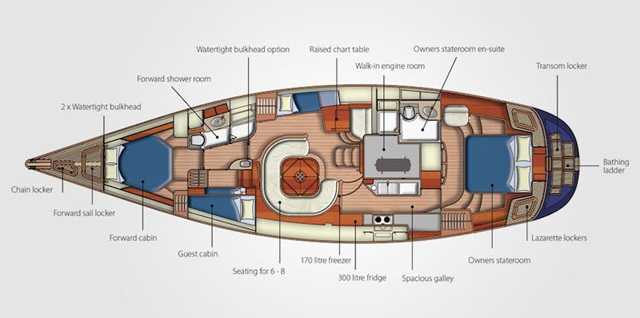 Watertight bulkhead option
Raised chart table
Owners stateroom en-suite
Walk-in engine room
Transom locker
Forward shower room
2 x Watertight bulkhead
Bathing
ladder
Chain locker
Forward sail locker
Forward cabin
Guest cabin
Seating for 6 - 8
170 litre freezer
300 litre fridge
Spacious galley
Owners stateroom
Lazarette lockers